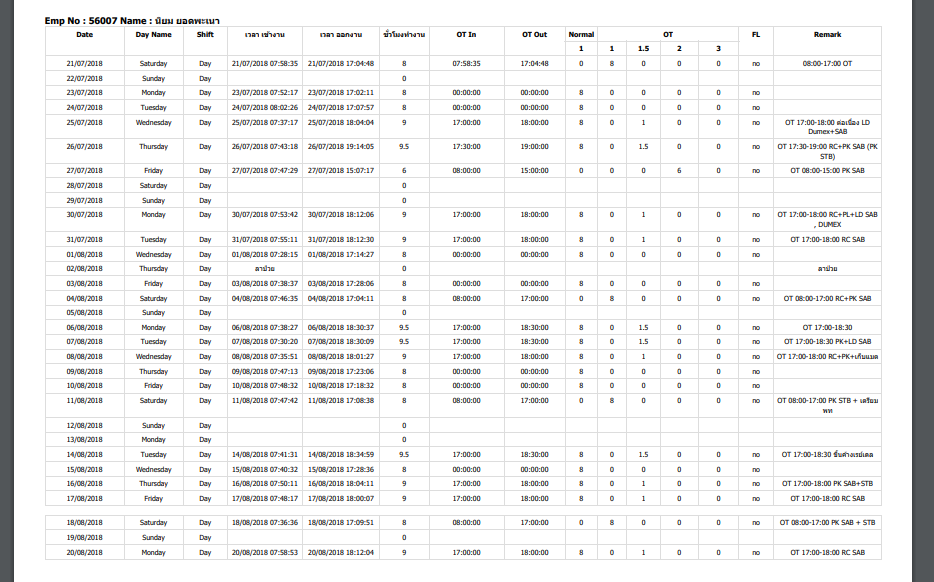 Emp No : 56007 Name : นิยม ยอดพะเนา
Date Day Name Shift เวลา เข้างาน เวลา ออกงาน ชั่วโมงทำงาน OT In OT Out Normal OT FL Remark
1 1 1.5 2 3
21/07/2018 Saturday Day 21/07/2018 07:58:35 21/07/2018 17:04:48 8 07:58:35 17:04:48 0 8 0 0 0 no 08:00-17:00 OT
22/07/2018 Sunday Day 0
23/07/2018 Monday Day 23/07/2018 07:52:17 23/07/2018 17:02:11 8 00:00:00 00:00:00 8 0 0 0 0 no
24/07/2018 Tuesday Day 24/07/2018 08:02:26 24/07/2018 17:07:57 8 00:00:00 00:00:00 8 0 0 0 0 no
25/07/2018 Wednesday Day 25/07/2018 07:37:17 25/07/2018 18:04:04 9 17:00:00 18:00:00 8 0 1 0 0 no OT 17:00-18:00 ต่อเนื่อง LD
Dumex+SAB
26/07/2018 Thursday Day 26/07/2018 07:43:18 26/07/2018 19:14:05 9.5 17:30:00 19:00:00 8 0 1.5 0 0 no OT 17:30-19:00 RC+PK SAB (PK
STB)
27/07/2018 Friday Day 27/07/2018 07:47:29 27/07/2018 15:07:17 6 08:00:00 15:00:00 0 0 0 6 0 no OT 08:00-15:00 PK SAB
28/07/2018 Saturday Day 0
29/07/2018 Sunday Day 0
30/07/2018 Monday Day 30/07/2018 07:53:42 30/07/2018 18:12:06 9 17:00:00 18:00:00 8 0 1 0 0 no OT 17:00-18:00 RC+PL+LD SAB
, DUMEX
31/07/2018 Tuesday Day 31/07/2018 07:55:11 31/07/2018 18:12:30 9 17:00:00 18:00:00 8 0 1 0 0 no OT 17:00-18:00 RC SAB
01/08/2018 Wednesday Day 01/08/2018 07:28:15 01/08/2018 17:14:27 8 00:00:00 00:00:00 8 0 0 0 0 no
02/08/2018 Thursday Day ลาป่วย 0 ลาป่วย
03/08/2018 Friday Day 03/08/2018 07:38:37 03/08/2018 17:28:06 8 00:00:00 00:00:00 8 0 0 0 0 no
04/08/2018 Saturday Day 04/08/2018 07:46:35 04/08/2018 17:04:11 8 08:00:00 17:00:00 0 8 0 0 0 no OT 08:00-17:00 RC+PK SAB
05/08/2018 Sunday Day 0
06/08/2018 Monday Day 06/08/2018 07:38:27 06/08/2018 18:30:37 9.5 17:00:00 18:30:00 8 0 1.5 0 0 no OT 17:00-18:30
07/08/2018 Tuesday Day 07/08/2018 07:30:20 07/08/2018 18:30:09 9.5 17:00:00 18:30:00 8 0 1.5 0 0 no OT 17:00-18:30 PK+LD SAB
08/08/2018 Wednesday Day 08/08/2018 07:35:51 08/08/2018 18:01:27 9 17:00:00 18:00:00 8 0 1 0 0 no OT 17:00-18:00 RC+PK+เก็บแมต
09/08/2018 Thursday Day 09/08/2018 07:47:13 09/08/2018 17:23:06 8 00:00:00 00:00:00 8 0 0 0 0 no
10/08/2018 Friday Day 10/08/2018 07:48:32 10/08/2018 17:18:32 8 00:00:00 00:00:00 8 0 0 0 0 no
11/08/2018 Saturday Day 11/08/2018 07:47:42 11/08/2018 17:08:38 8 08:00:00 17:00:00 0 8 0 0 0 no OT 08:00-17:00 PK STB + เตรียม
พท
12/08/2018 Sunday Day 0
13/08/2018 Monday Day 0
14/08/2018 Tuesday Day 14/08/2018 07:41:31 14/08/2018 18:34:59 9.5 17:00:00 18:30:00 8 0 1.5 0 0 no OT 17:00-18:30
15/08/2018 Wednesday Day 15/08/2018 07:40:32 15/08/2018 17:28:36 8 00:00:00 00:00:00 8 0 0 0 0 no
16/08/2018 Thursday Day 16/08/2018 07:50:11 16/08/2018 18:04:11 9 17:00:00 18:00:00 8 0 1 0 0 no OT 17:00-18:00 PK SAB+STB
17/08/2018 Friday Day 17/08/2018 07:48:17 17/08/2018 18:00:07 9 17:00:00 18:00:00 8 0 1 0 0 no OT 17:00-18:00 RC SAB
18/08/2018 Saturday Day 18/08/2018 07:36:36 18/08/2018 17:09:51 8 08:00:00 17:00:00 0 8 0 0 0 no OT 08:00-17:00 PK SAB + STB
19/08/2018 Sunday Day 0
20/08/2018 Monday Day 20/08/2018 07:58:53 20/08/2018 18:12:04 9 17:00:00 18:00:00 8 0 1 0 0 no OT 17:00-18:00 RC SAB